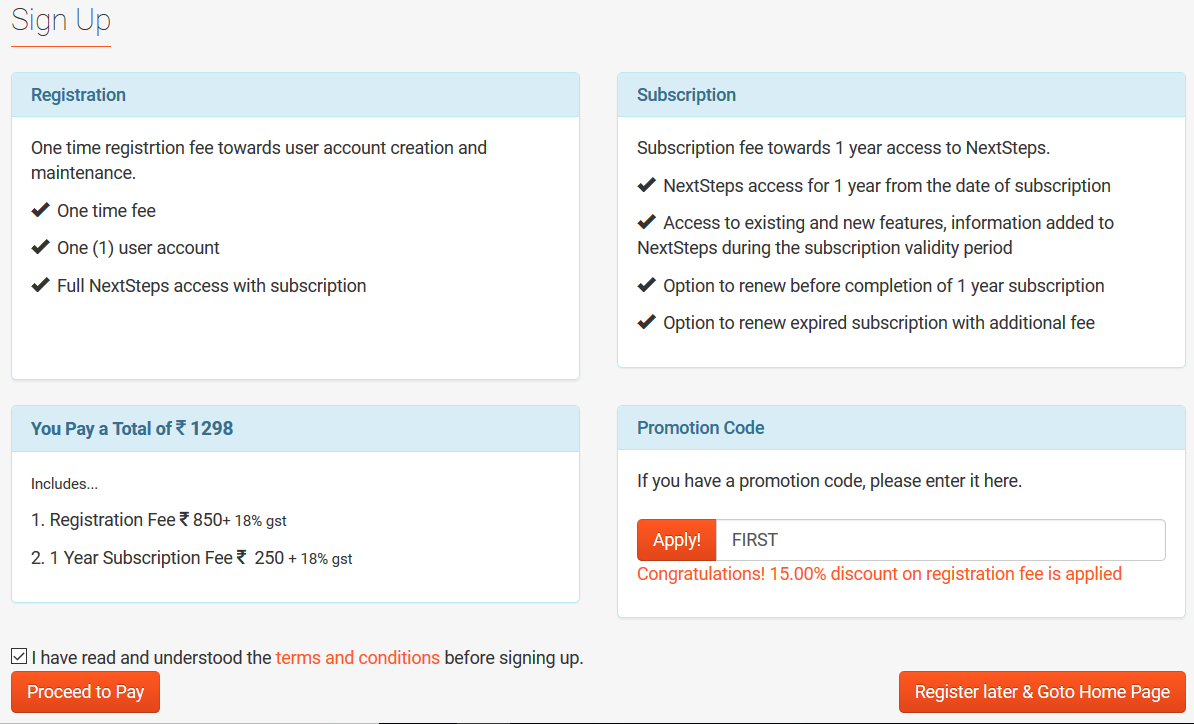 Sign Up
Registration
One time registrtion fee towards user account creation and
maintenance.
One time fee
One (1) user account
Full NextSteps access with subscription
Subscription
Subscription fee towards 1 year access to NextSteps.
NextSteps access for 1 year from the date of subscription
Access to existing and new features, information added to
NextSteps during the subscription validity period
Option to renew before completion of 1 year subscription
Option to renew expired subscription with additional fee
You Pay a Total of ₹ 1298
Includes...
1. Registration Fee ₹ 850+ 18% gst
2. 1 Year Subscription Fee ₹ 250 + 18% gst
Promotion Code
If you have a promotion code, please enter it here.
Apply! FIRST
Congratulations! 15.00% discount on registration fee is applied
I have read and understood the terms and conditions before signing up.
Proceed to Pay
Register later & Goto Home Page